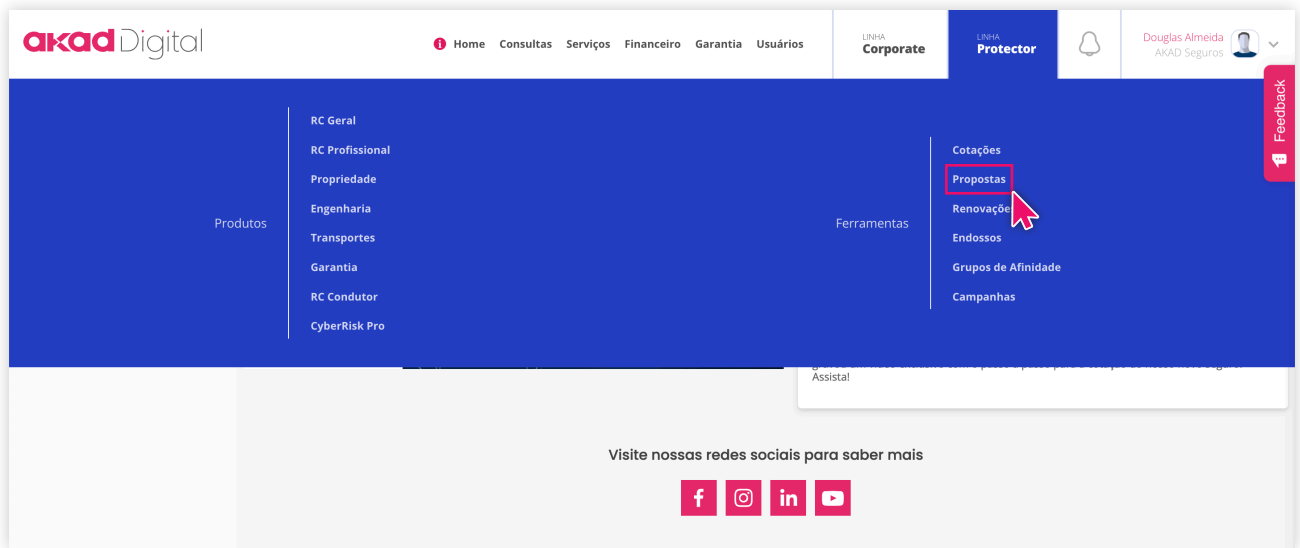 akad Digital
Home Consultas Serviços Financeiro Garantia Usuários
LINHA
Corporate
LINHA
Protector
Douglas Almeida
AKAD Seguros
Feedback
Produtos
RC Geral
RC Profissional
Propriedade
Engenharia
Transportes
Garantia
RC Condutor
CyberRisk Pro
Ferramentas
Cotações
Propostas
Endossos
Grupos de Afinidade
Campanhas
Assista!
Visite nossas redes sociais para saber mais